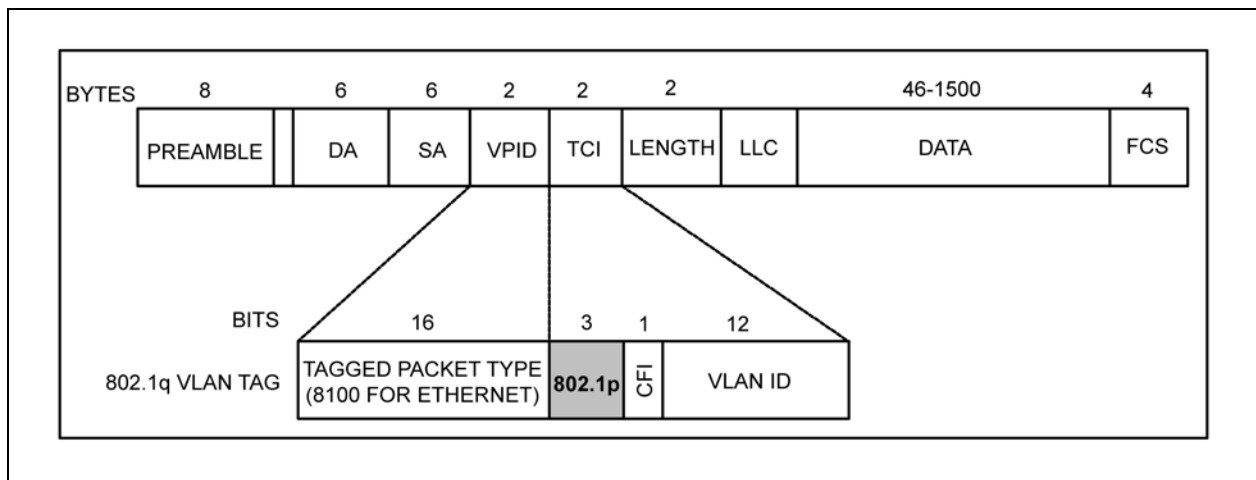 BYTES 8 6 6 2 2 2 46-1500 4
PREAMBLE DA SA VPID TCI LENGTH LLC DATA FCS
BITS 16 3 1 12
802.1q VLAN TAG
TAGGED PACKET TYPE
(8100 FOR ETHERNET)
802.1p
CFI
VLAN ID